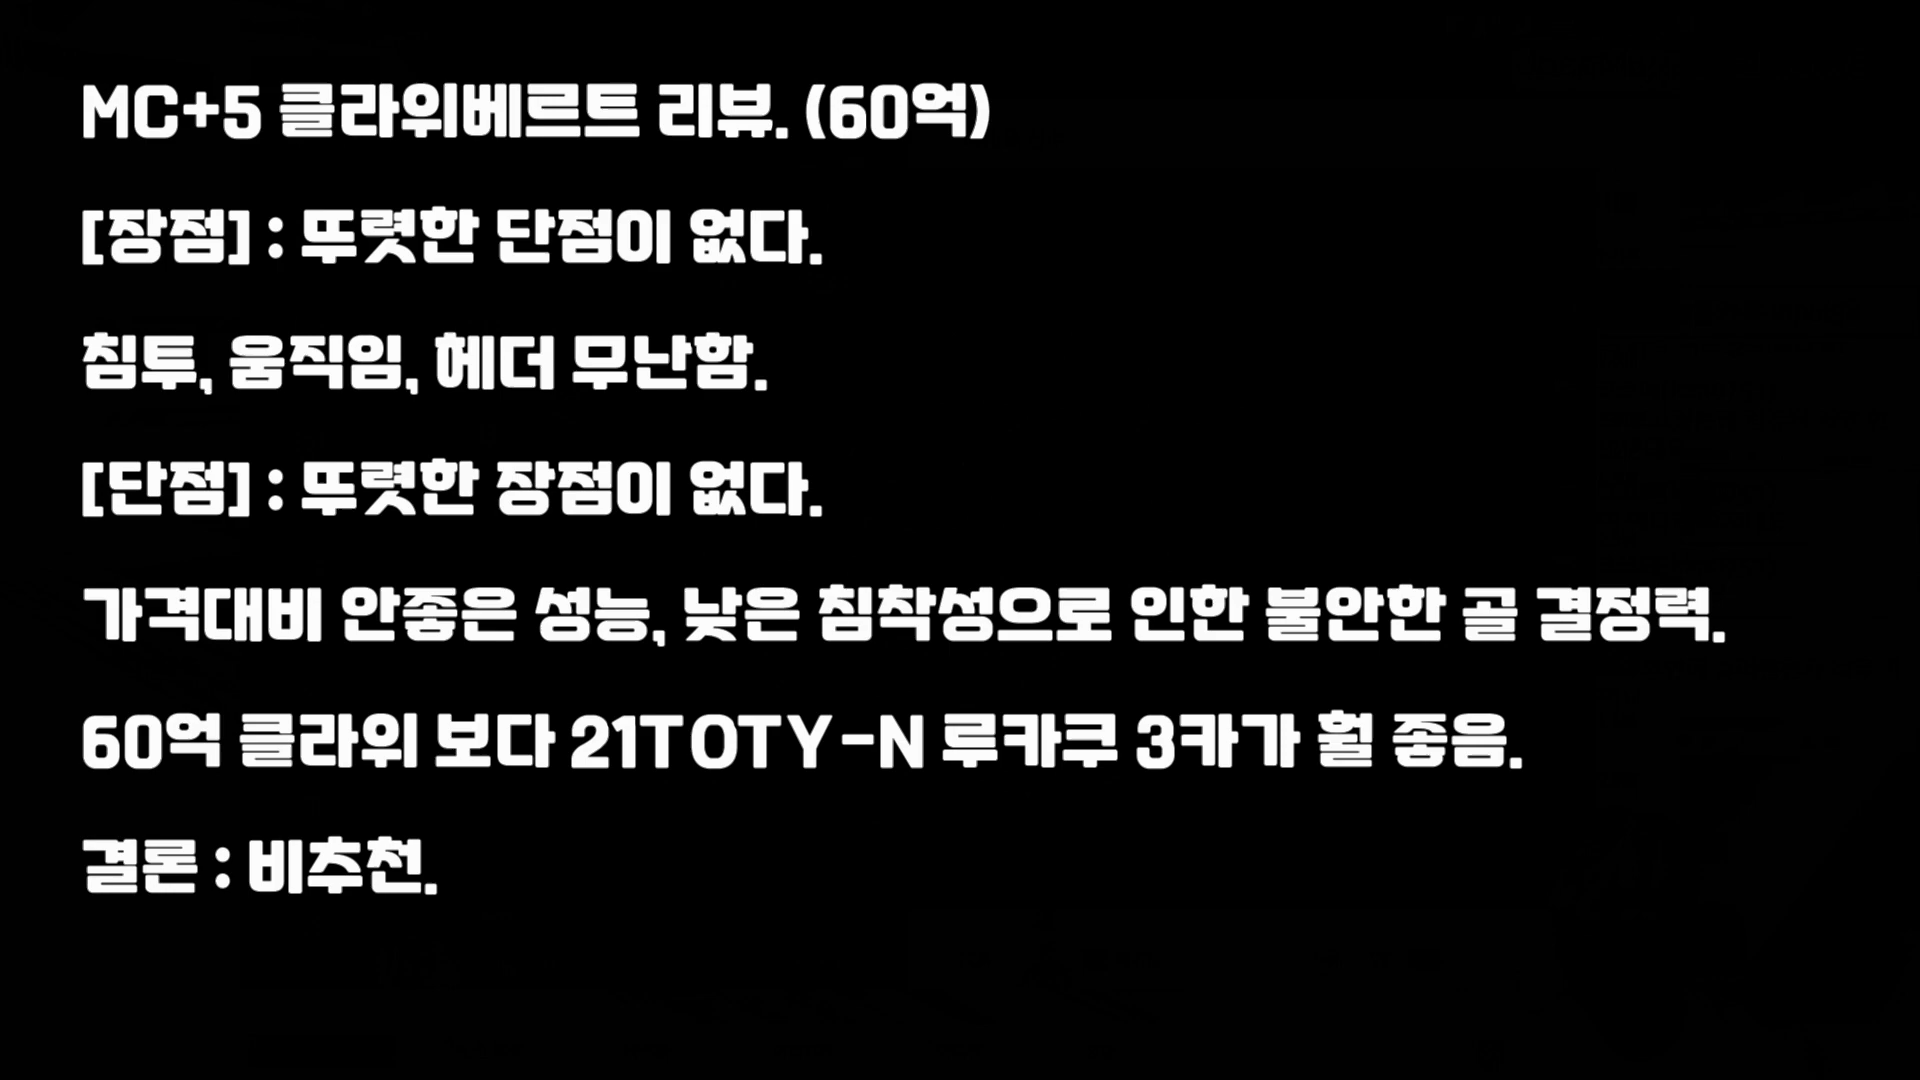 MC+5 클라위베르트 리뷰. (60억)
[장점] : 뚜렷한 단점이 없다.
침투, 움직임, 헤더 무난함.
[단점] : 뚜렷한 장점이 없다.
가격대비 안좋은 성능, 낮은 침착성으로 인한 불안한 골 결정력.
60억 클라위 보다 21TOTY-N 루카쿠 3카가 훨 좋음.
결론 : 비추천.